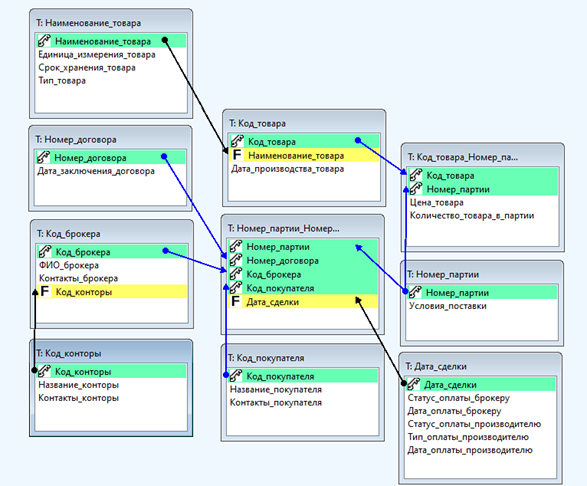 T: Наименование_товара
Наименование_товара
Единица_измерения_товара
Срок_хранения_товара
Тип_товара
T: Номер_договора
Номер_договора
Дата_заключения_договора
T: Код_брокера
Код_брокера
ФИО_брокера
Контакты_брокера
F Код_конторы
T: Код_конторы
Код_конторы
Название_конторы
Контакты_конторы
T: Код_товара
Код_товара
F Наименование_товара
Дата_производства_товара
T: Номер_партии_Номер...
Номер_партии
Номер_договора
Код_брокера
Код_покупателя
F Дата_сделки
T: Код_покупателя
Код_покупателя
Название_покупателя
Контакты_покупателя
T: Код_товара_Номер_па...
Код_товара
Номер_партии
Цена_товара
Количество_товара_в_партии
T: Номер_партии
Номер_партии
Условия_поставки
T: Дата_сделки
Дата_сделки
Статус_оплаты_брокеру
Дата_оплаты_брокеру
Статус_оплаты_производителю
Тип_оплаты_производителю
Дата_оплаты_производителю